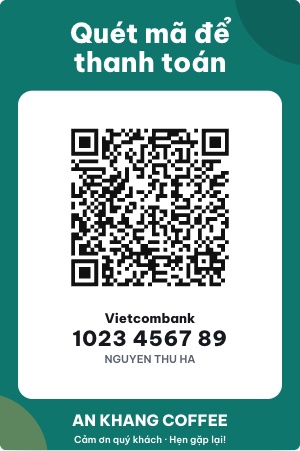 Quét mã để
thanh toán
Vietcombank
1023 4567 89
NGUYEN THU HA
AN KHANG COFFEE
Cảm ơn quý khách · Hẹn gặp lại!